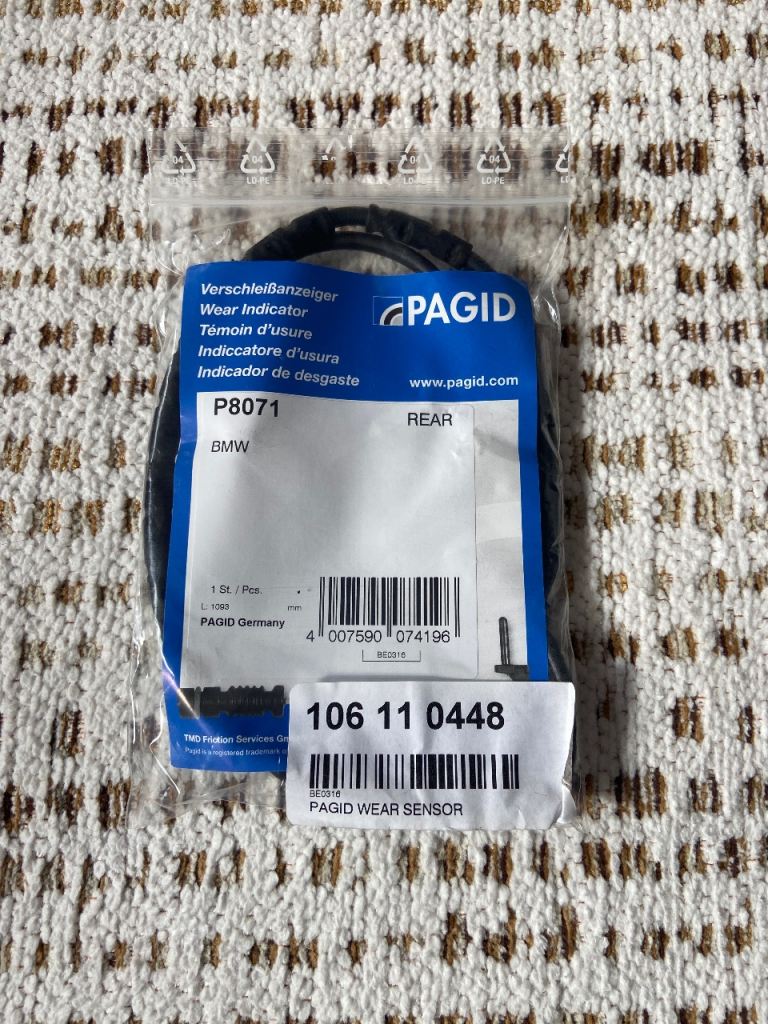 04 04 04 04
LD-PE LD-PE LD-PE LD-PE
Verschleißanzeiger
Wear Indicator
Témoin d'usure
Indiccatore d'usura
Indicador de desgaste
PAGID
www.pagid.com
P8071
REAR
BMW
1 St. / Pcs.
L: 1093 mm
PAGID Germany
4 007590 074196
BE0316
TMD Friction Services Gm
Pagid is a registered trademark o
106 11 0448
BE0316
PAGID WEAR SENSOR